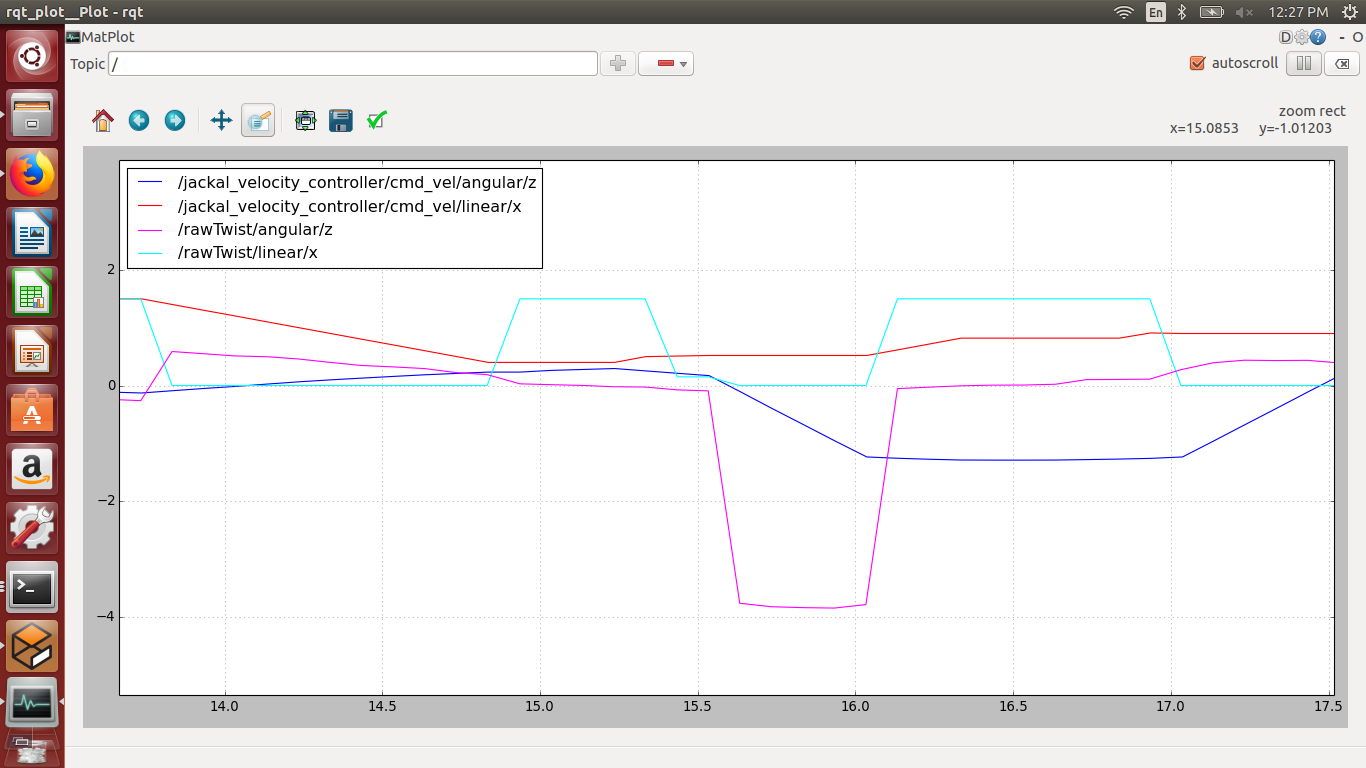 rqt_plot__Plot - rqt
En
12:27 PM
MatPlot
D
- O
Topic /
autoscroll
zoom rect
x=15.0853 y=-1.01203
/jackal_velocity_controller/cmd_vel/angular/z
/jackal_velocity_controller/cmd_vel/linear/x
/rawTwist/angular/z
/rawTwist/linear/x
2
0
−2
−4
14.0 14.5 15.0 15.5 16.0 16.5 17.0 17.5